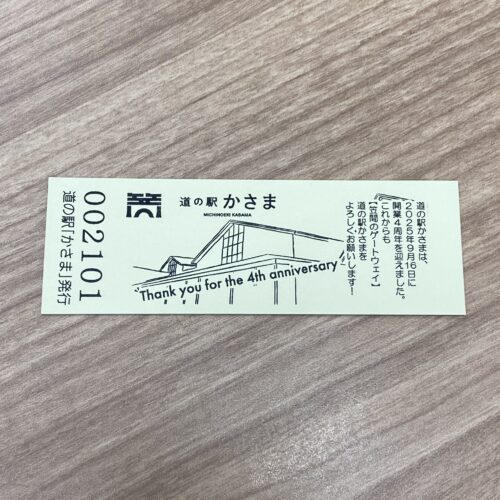 道の駅「かさま」発行
002101
道の駅 かさま
MICHINOEKI KASAMA
Thank you for the 4th anniversary
道の駅かさまは、
2025年9月16日に
開業4周年を迎えました。
これからも
【笠間のゲートウェイ】
道の駅かさまを
よろしくお願いします!